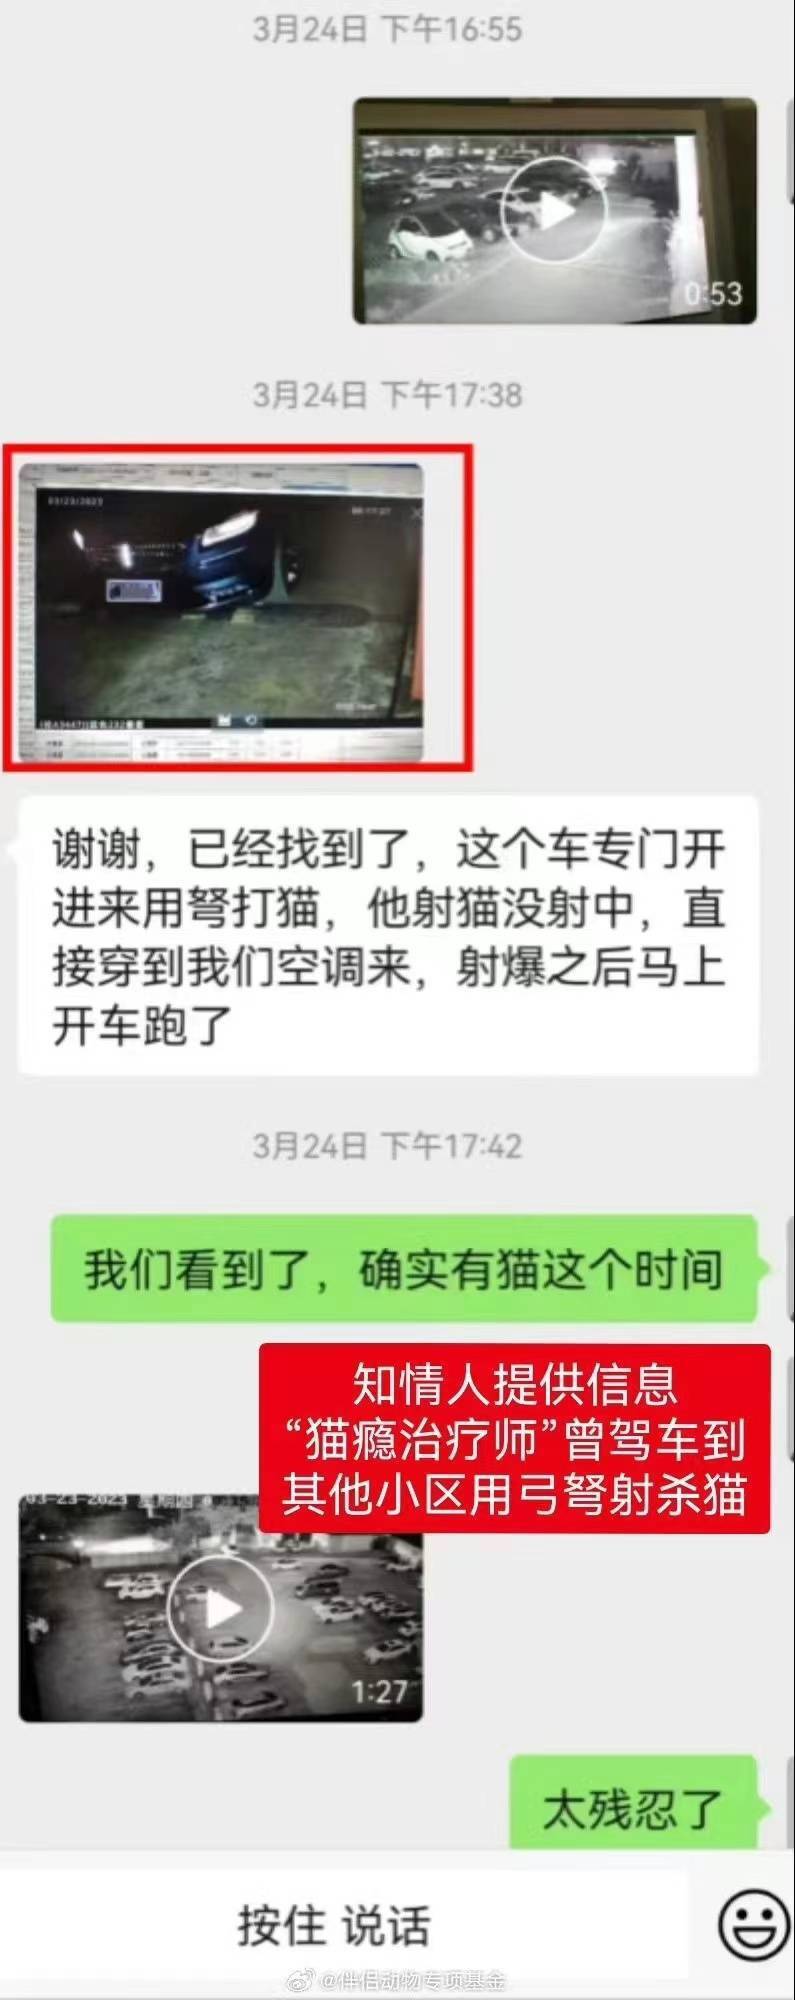 3月24日 下午16:55
0:53
3月24日 下午17:38
03/23/2023
谢谢，已经找到了，这个车专门开
进来用弩打猫，他射猫没射中，直
接穿到我们空调来，射爆之后马上
开车跑了
3月24日 下午17:42
我们看到了，确实有猫这个时间
知情人提供信息
“猫瘾治疗师”曾驾车到
其他小区用弓弩射杀猫
03-23-2023 星期四
1:27
太残忍了
按住 说话
@伴侣动物专项基金